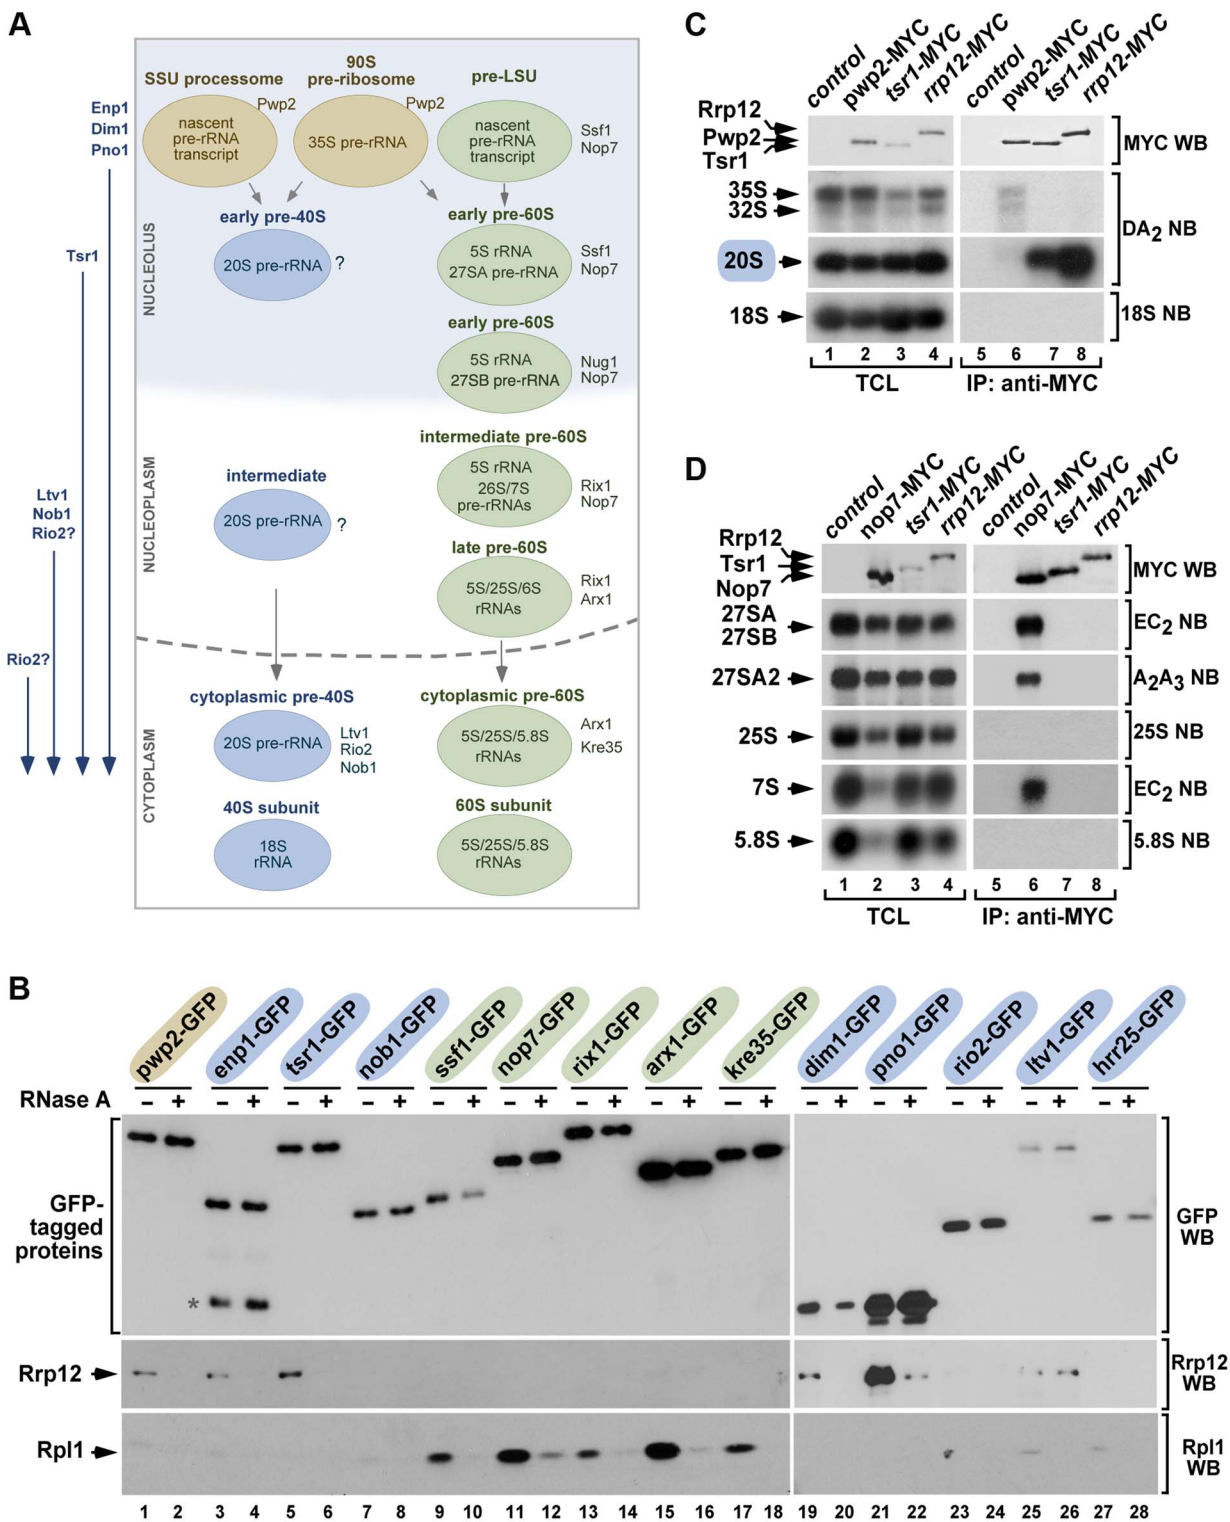 A
SSU processome
90S
pre-ribosome
pre-LSU
Enp1
Dim1
Pno1
Pwp2
nascent
pre-rRNA
transcript
Pwp2
35S pre-rRNA
nascent
pre-rRNA
transcript
Ssf1
Nop7
early pre-40S
early pre-60S
Tsr1
20S pre-rRNA
?
5S rRNA
27SA pre-rRNA
Ssf1
Nop7
NUCLEOLUS
early pre-60S
5S rRNA
27SB pre-rRNA
Nug1
Nop7
intermediate pre-60S
5S rRNA
26S/7S
pre-rRNAs
Rix1
Nop7
intermediate
20S pre-rRNA
?
Ltv1
Nob1
Rio2?
NUCLEOPLASM
late pre-60S
5S/25S/6S
rRNAs
Rix1
Arx1
Rio2?
cytoplasmic pre-40S
cytoplasmic pre-60S
20S pre-rRNA
Ltv1
Rio2
Nob1
5S/25S/5.8S
rRNAs
Arx1
Kre35
CYTOPLASM
40S subunit
60S subunit
18S
rRNA
5S/25S/5.8S
rRNAs
C
control
pwp2-MYC
tsr1-MYC
rrp12-MYC
control
pwp2-MYC
tsr1-MYC
rrp12-MYC
Rrp12
Pwp2
Tsr1
MYC WB
35S
32S
DA2 NB
20S
18S
18S NB
1 2 3 4 5 6 7 8
TCL
IP: anti-MYC
D
control
nop7-MYC
tsr1-MYC
rrp12-MYC
control
nop7-MYC
tsr1-MYC
rrp12-MYC
Rrp12
Tsr1
Nop7
MYC WB
27SA
27SB
EC2 NB
27SA2
A2A3 NB
25S
25S NB
7S
EC2 NB
5.8S
5.8S NB
1 2 3 4 5 6 7 8
TCL
IP: anti-MYC
B
pwp2-GFP
enp1-GFP
tsr1-GFP
nob1-GFP
ssf1-GFP
nop7-GFP
rix1-GFP
arx1-GFP
kre35-GFP
dim1-GFP
pno1-GFP
rio2-GFP
ltv1-GFP
hrr25-GFP
RNase A − + − + − + − + − + − + − + − + − + − + − + − + − + − +
GFP-
tagged
proteins
*
GFP
WB
Rrp12
Rrp12
WB
Rpl1
Rpl1
WB
1 2 3 4 5 6 7 8 9 10 11 12 13 14 15 16 17 18 19 20 21 22 23 24 25 26 27 28